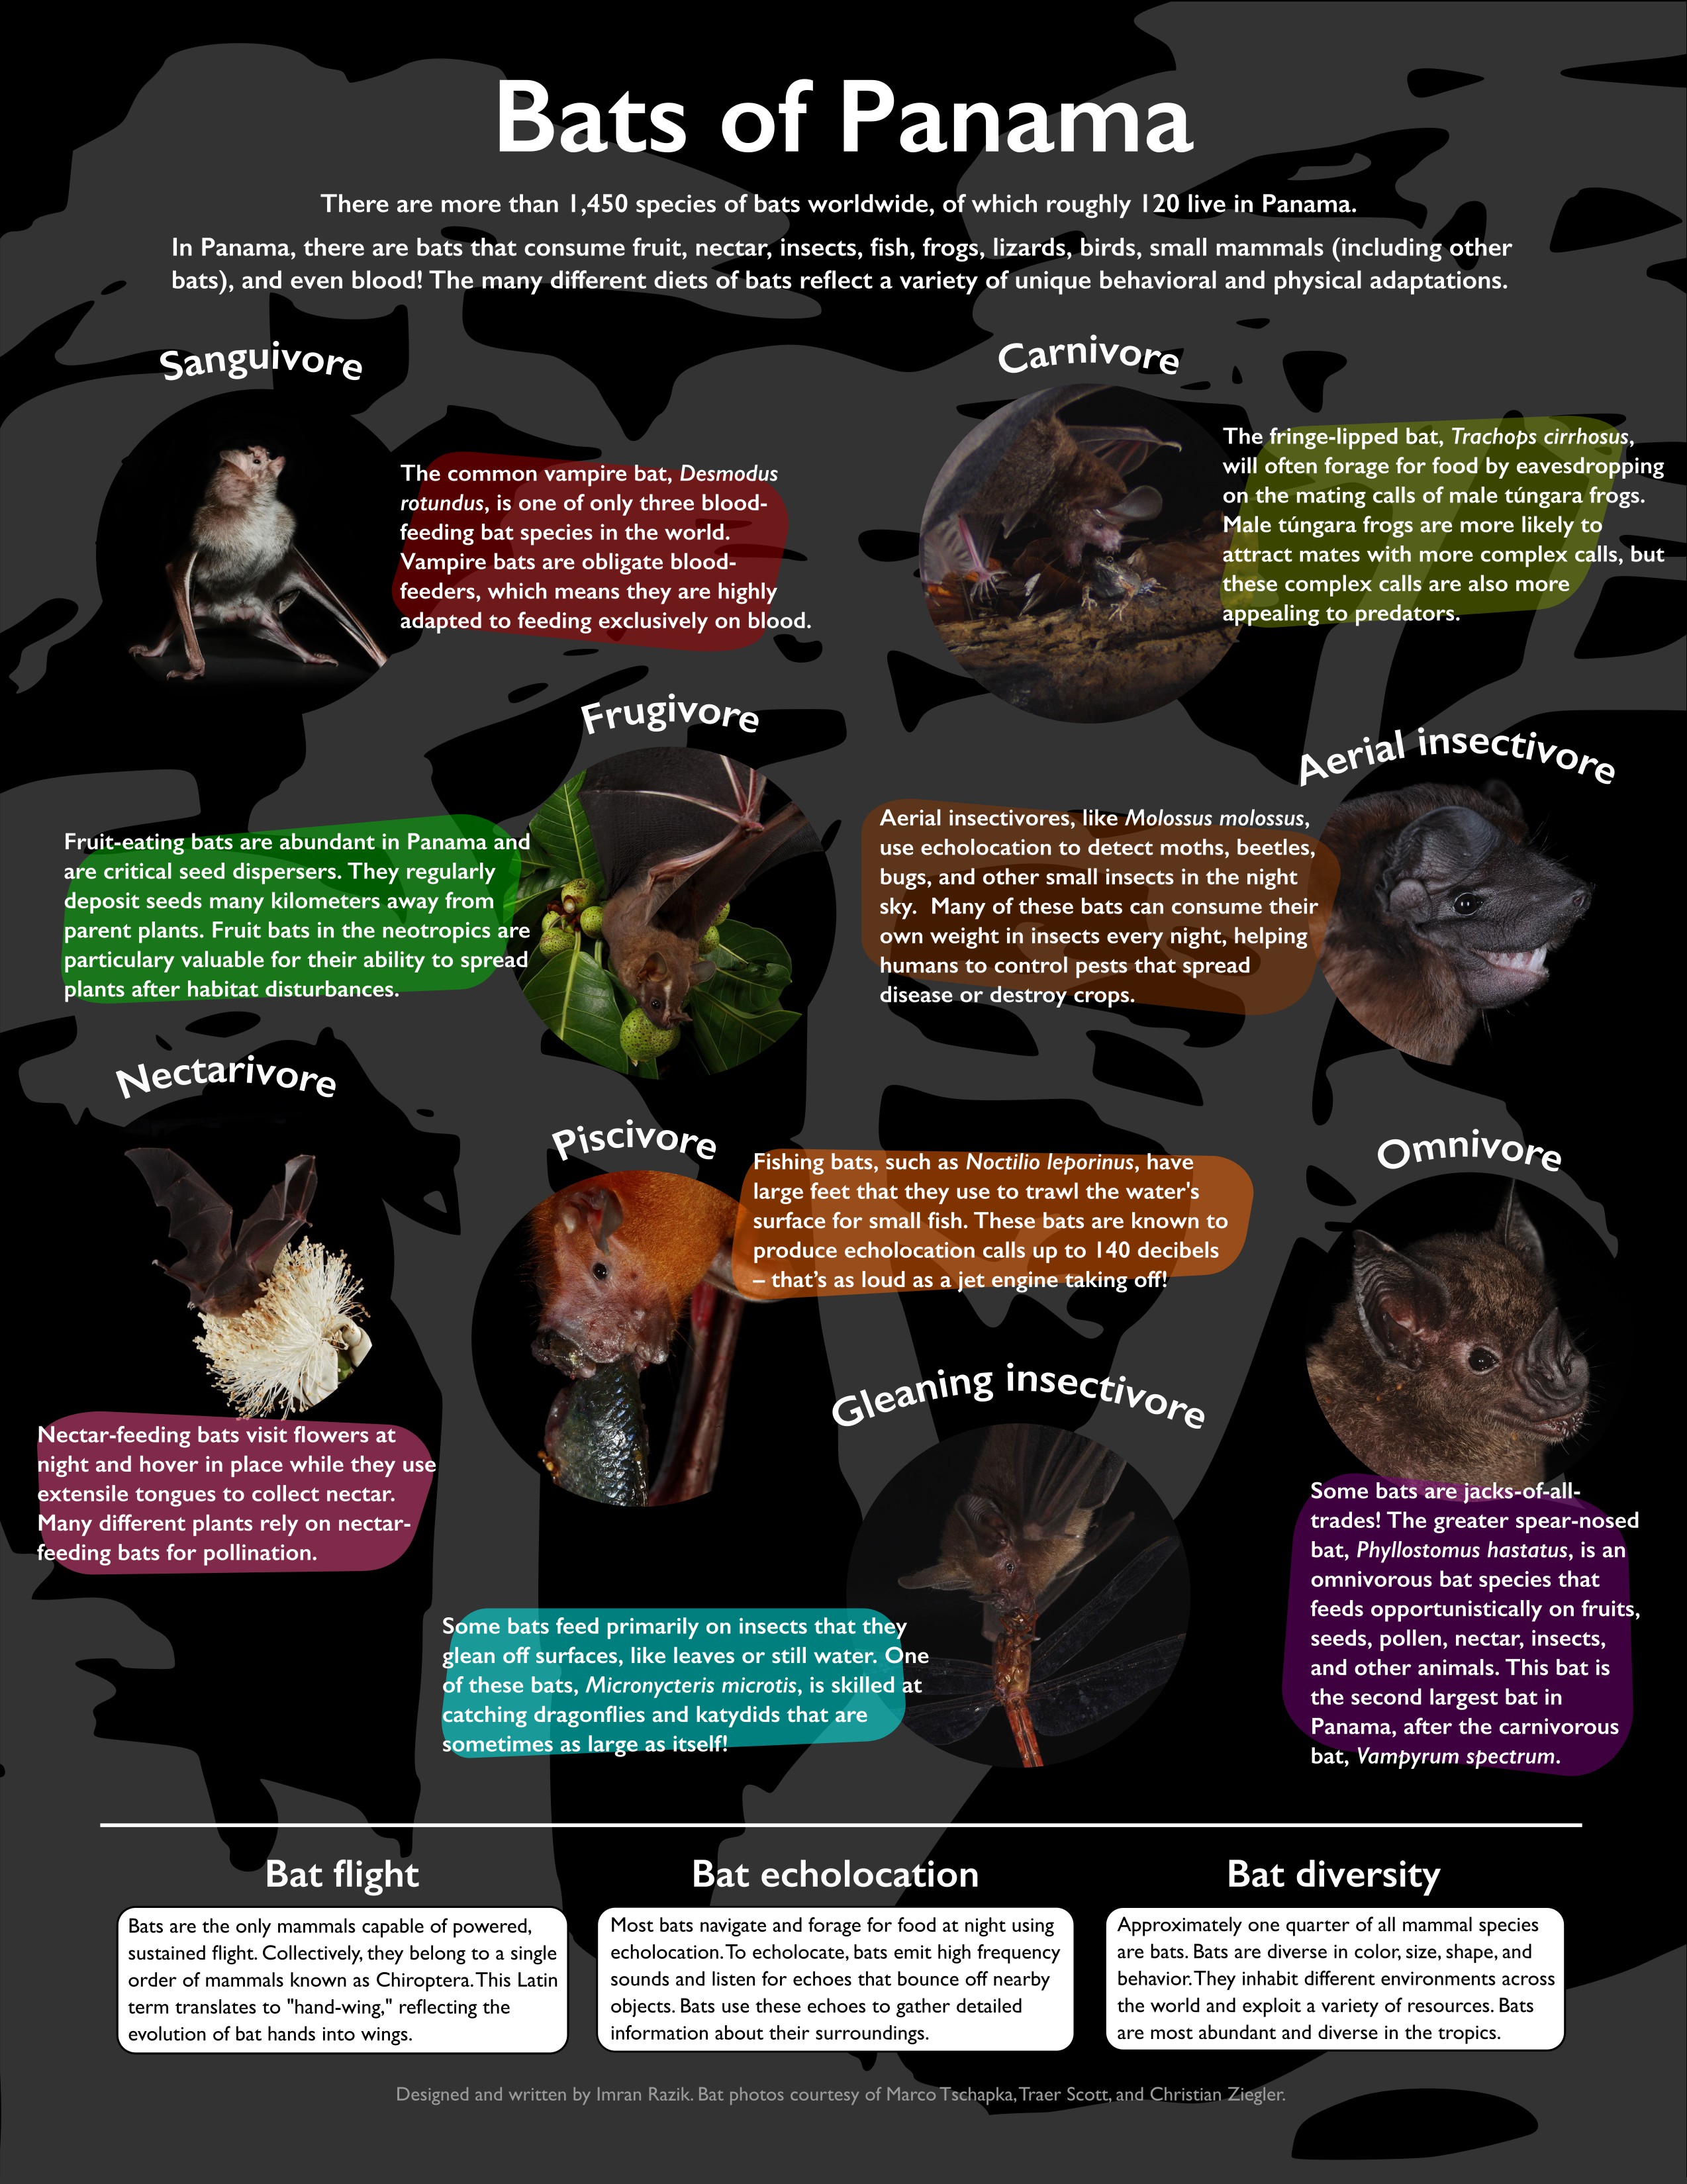 Bats of Panama
There are more than 1,450 species of bats worldwide, of which roughly 120 live in Panama.
In Panama, there are bats that consume fruit, nectar, insects, fish, frogs, lizards, birds, small mammals (including other
bats), and even blood! The many different diets of bats reflect a variety of unique behavioral and physical adaptations.
Sanguivore
The common vampire bat, Desmodus
rotundus, is one of only three blood-
feeding bat species in the world.
Vampire bats are obligate blood-
feeders, which means they are highly
adapted to feeding exclusively on blood.
Carnivore
The fringe-lipped bat, Trachops cirrhosus,
will often forage for food by eavesdropping
on the mating calls of male túngara frogs.
Male túngara frogs are more likely to
attract mates with more complex calls, but
these complex calls are also more
appealing to predators.
Frugivore
Fruit-eating bats are abundant in Panama and
are critical seed dispersers. They regularly
deposit seeds many kilometers away from
parent plants. Fruit bats in the neotropics are
particulary valuable for their ability to spread
plants after habitat disturbances.
Aerial insectivore
Aerial insectivores, like Molossus molossus,
use echolocation to detect moths, beetles,
bugs, and other small insects in the night
sky. Many of these bats can consume their
own weight in insects every night, helping
humans to control pests that spread
disease or destroy crops.
Nectarivore
Nectar-feeding bats visit flowers at
night and hover in place while they use
extensile tongues to collect nectar.
Many different plants rely on nectar-
feeding bats for pollination.
Piscivore
Fishing bats, such as Noctilio leporinus, have
large feet that they use to trawl the water's
surface for small fish. These bats are known to
produce echolocation calls up to 140 decibels
– that's as loud as a jet engine taking off!
Omnivore
Some bats are jacks-of-all-
trades! The greater spear-nosed
bat, Phyllostomus hastatus, is an
omnivorous bat species that
feeds opportunistically on fruits,
seeds, pollen, nectar, insects,
and other animals. This bat is
the second largest bat in
Panama, after the carnivorous
bat, Vampyrum spectrum.
Gleaning insectivore
Some bats feed primarily on insects that they
glean off surfaces, like leaves or still water. One
of these bats, Micronycteris microtis, is skilled at
catching dragonflies and katydids that are
sometimes as large as itself!
Bat flight
Bats are the only mammals capable of powered,
sustained flight. Collectively, they belong to a single
order of mammals known as Chiroptera. This Latin
term translates to "hand-wing," reflecting the
evolution of bat hands into wings.
Bat echolocation
Most bats navigate and forage for food at night using
echolocation. To echolocate, bats emit high frequency
sounds and listen for echoes that bounce off nearby
objects. Bats use these echoes to gather detailed
information about their surroundings.
Bat diversity
Approximately one quarter of all mammal species
are bats. Bats are diverse in color, size, shape, and
behavior. They inhabit different environments across
the world and exploit a variety of resources. Bats
are most abundant and diverse in the tropics.
Designed and written by Imran Razik. Bat photos courtesy of Marco Tschapka, Traer Scott, and Christian Ziegler.